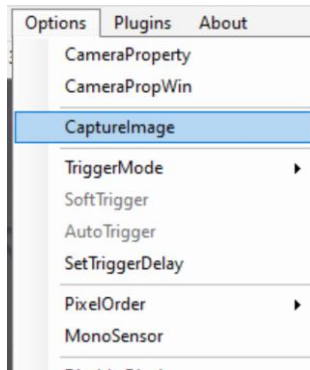 Options Plugins About
CameraProperty
CameraPropWin
CaptureImage
TriggerMode
SoftTrigger
AutoTrigger
SetTriggerDelay
PixelOrder
MonoSensor